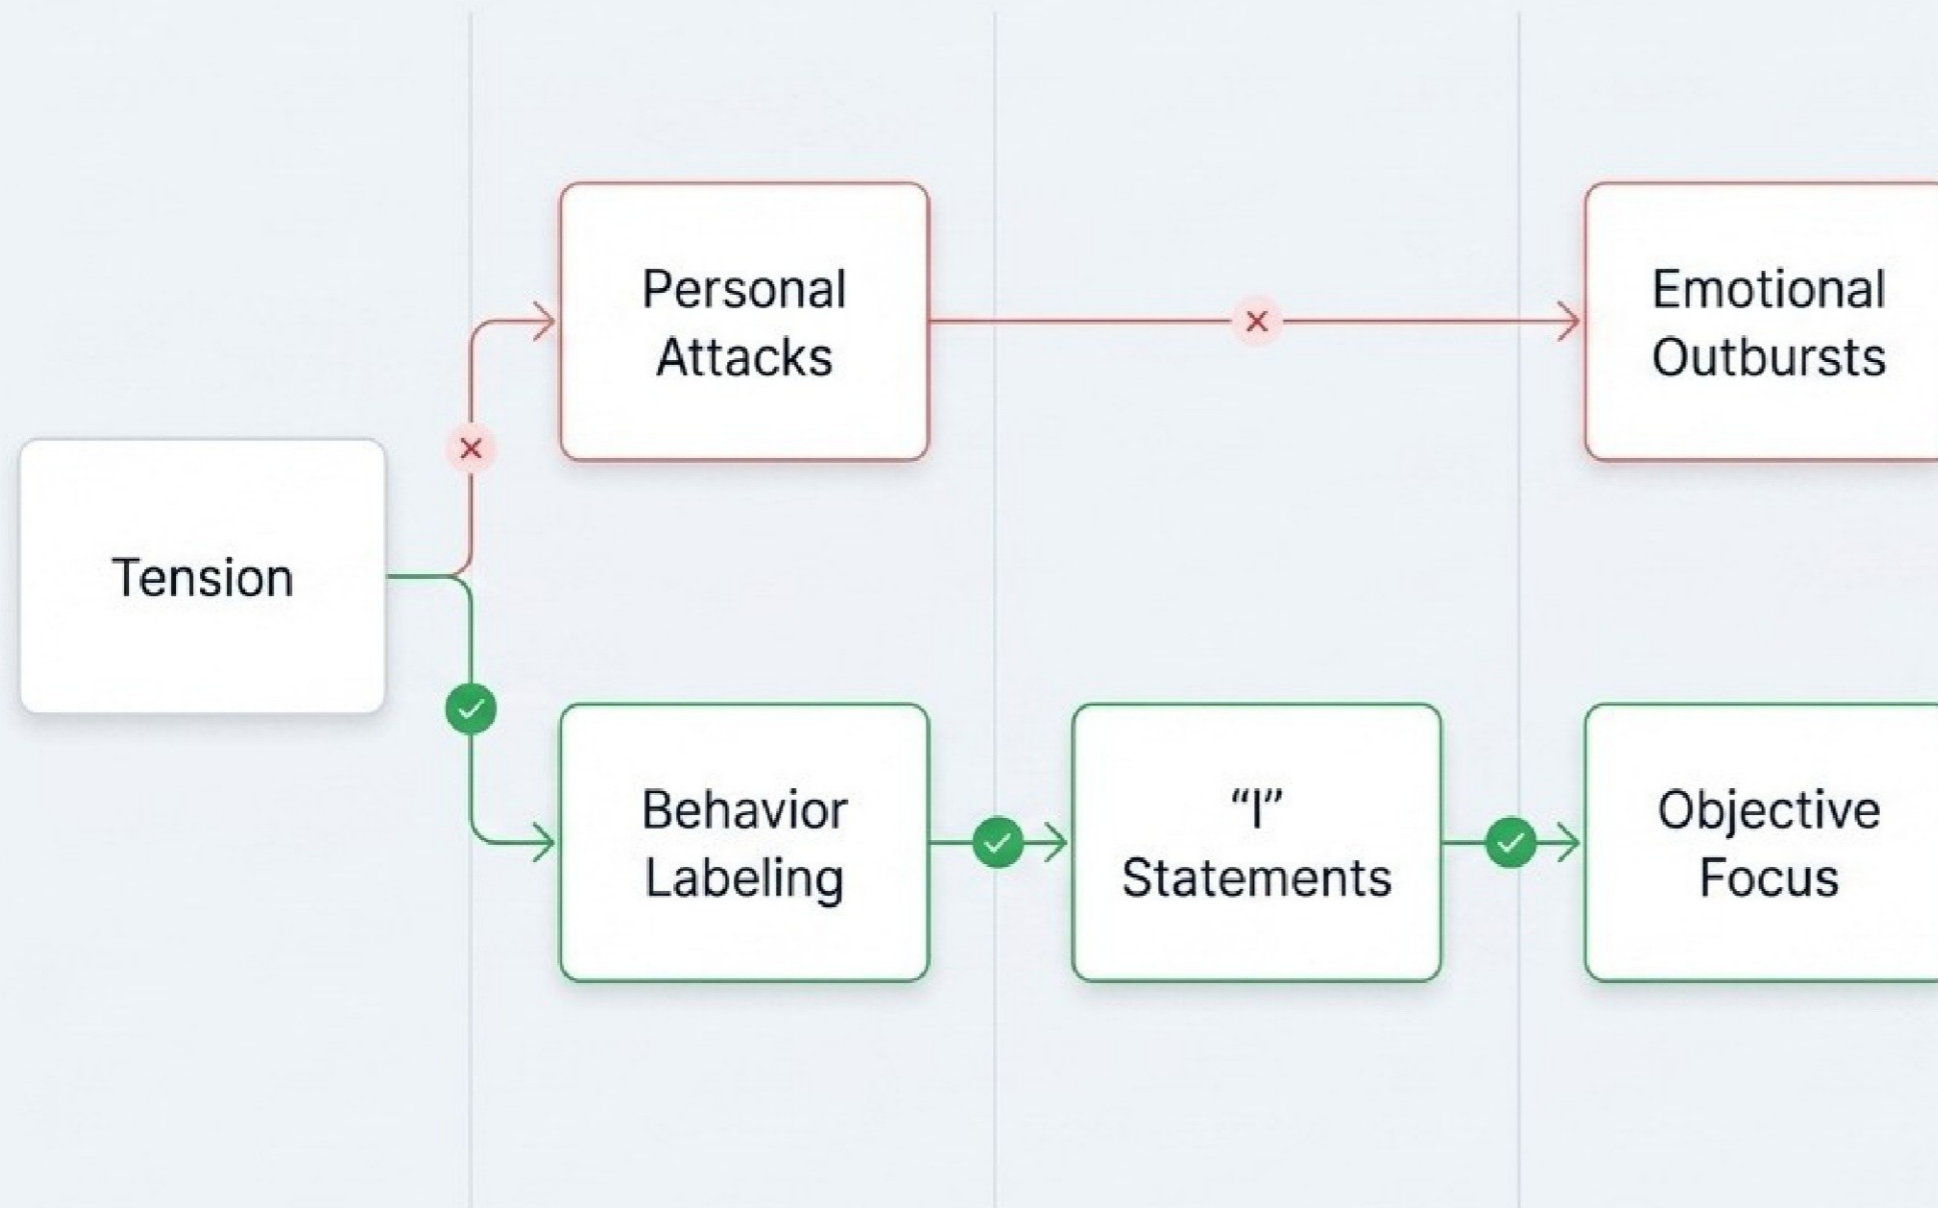 Personal
Attacks
Emotional
Outbursts
Tension
Behavior
Labeling
“I”
Statements
Objective
Focus